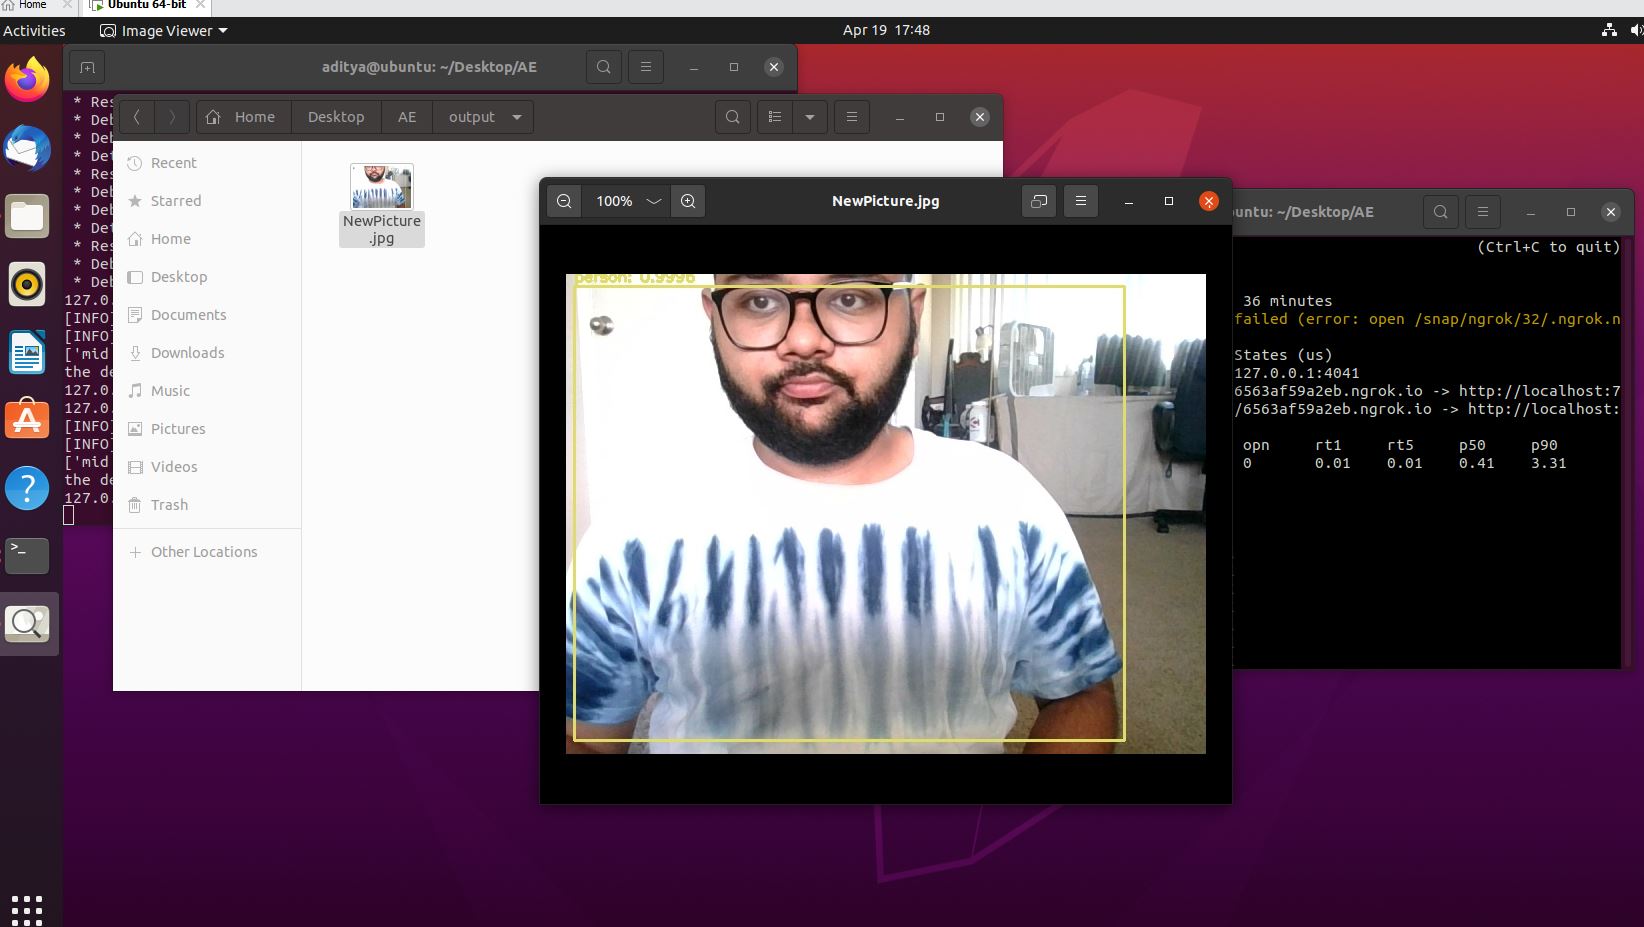 Home
Ubuntu 64-bit
Activities
Image Viewer
Apr 19 17:48
aditya@ubuntu: ~/Desktop/AE
* Res
* Deb
* Deb
* Det
* Res
* Deb
* Deb
* Det
* Res
* Deb
* Deb
127.0.
[INFO]
[INFO]
['mid
the de
127.0.
127.0.
[INFO]
[INFO]
['mid
the de
127.0.
Home
Desktop
AE
output
Recent
Starred
Home
Desktop
Documents
Downloads
Music
Pictures
Videos
Trash
Other Locations
NewPicture
.jpg
100%
NewPicture.jpg
person: 0.9996
untu: ~/Desktop/AE
(Ctrl+C to quit)
36 minutes
failed (error: open /snap/ngrok/32/.ngrok.n
States (us)
127.0.0.1:4041
6563af59a2eb.ngrok.io -> http://localhost:7
/6563af59a2eb.ngrok.io -> http://localhost:
opn rt1 rt5 p50 p90
0 0.01 0.01 0.41 3.31